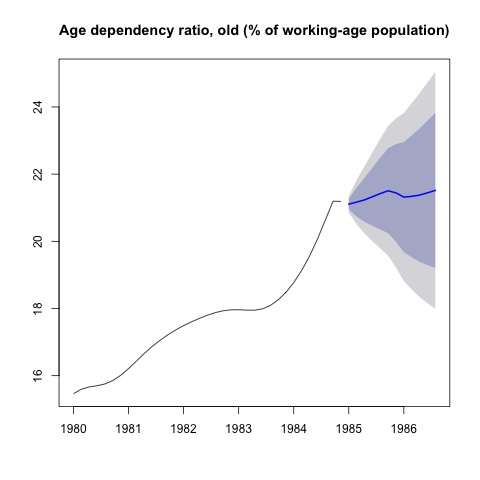 Age dependency ratio, old (% of working-age population)
24
22
20
18
16
1980 1981 1982 1983 1984 1985 1986